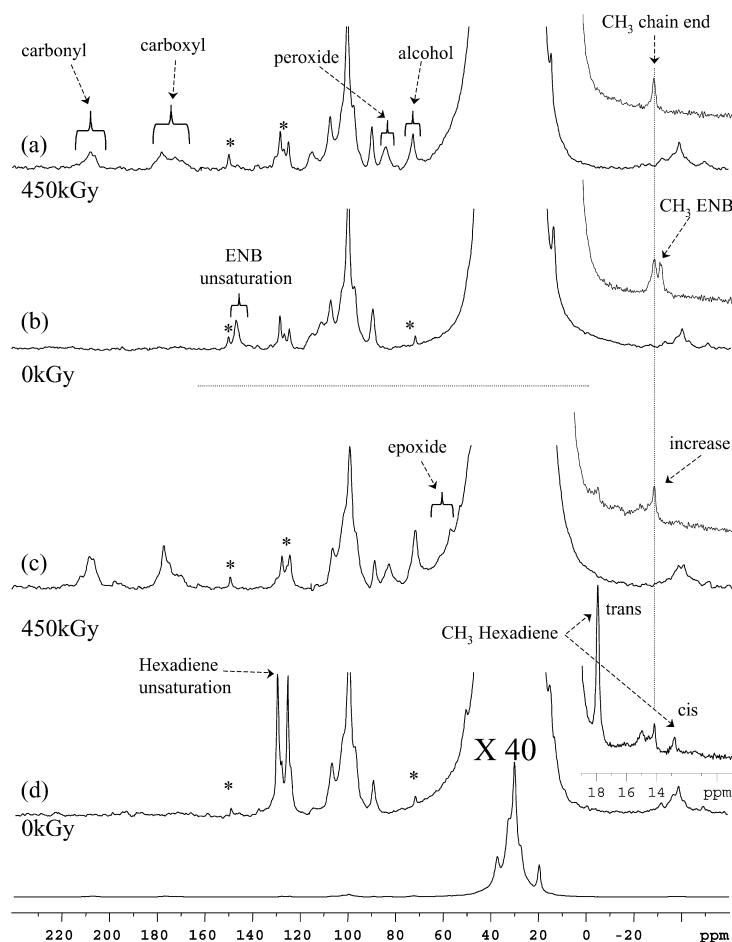 CH3 chain end
carboxyl
carbonyl
peroxide
alcohol
*
*
(a)
450kGy
CH3 ENB
ENB
unsaturation
*
*
(b)
0kGy
increase
epoxide
*
*
(c)
450kGy
trans
CH3 Hexadiene
Hexadiene
unsaturation
cis
X 40
*
*
(d)
18 16 14 ppm
0kGy
220 200 180 160 140 120 100 80 60 40 20 0 -20 ppm